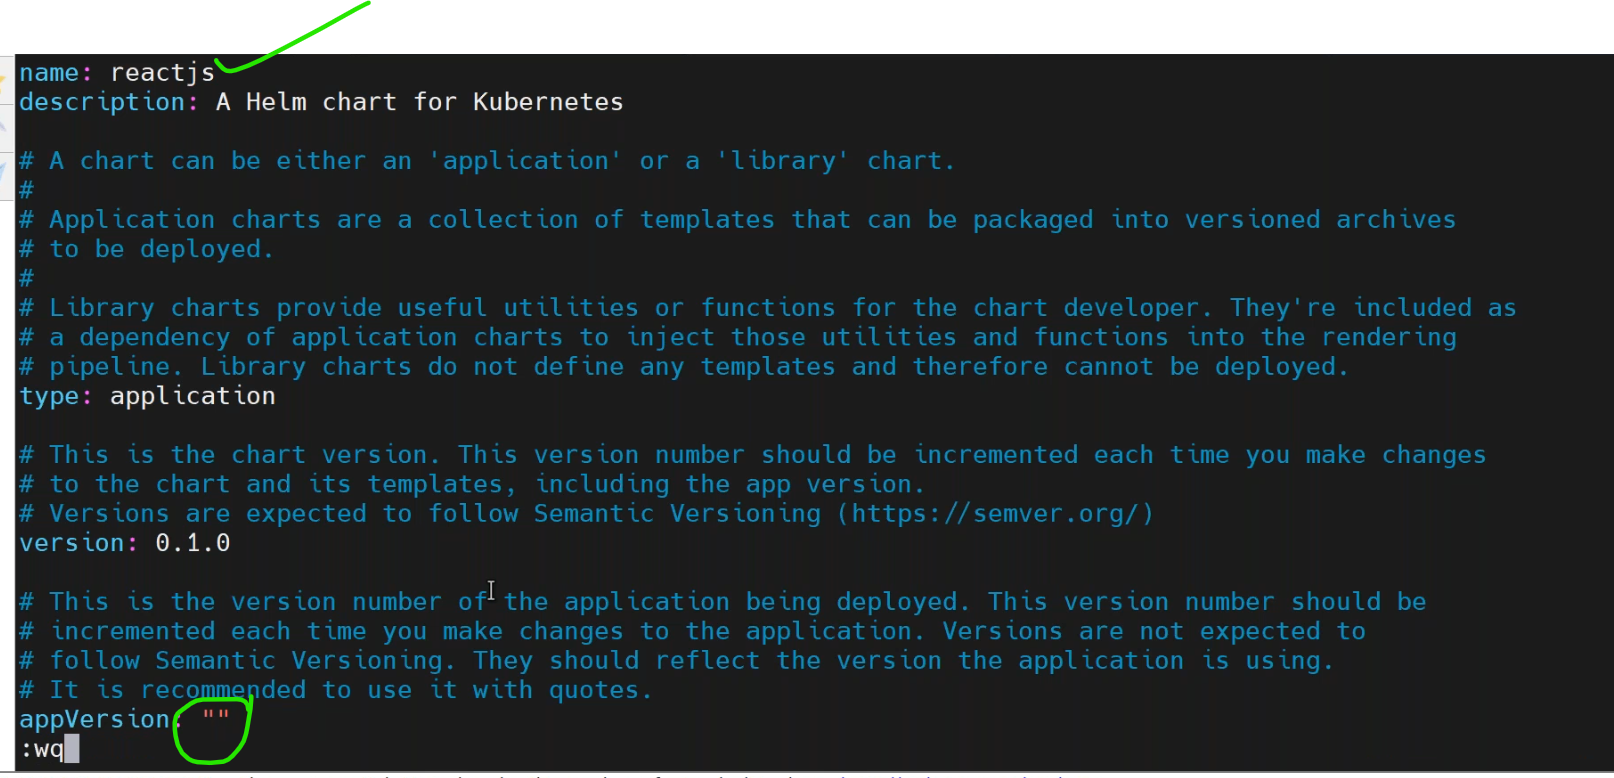 name: reactjs
description: A Helm chart for Kubernetes
# A chart can be either an 'application' or a 'library' chart.
#
# Application charts are a collection of templates that can be packaged into versioned archives
# to be deployed.
#
# Library charts provide useful utilities or functions for the chart developer. They're included as
# a dependency of application charts to inject those utilities and functions into the rendering
# pipeline. Library charts do not define any templates and therefore cannot be deployed.
type: application
# This is the chart version. This version number should be incremented each time you make changes
# to the chart and its templates, including the app version.
# Versions are expected to follow Semantic Versioning (https://semver.org/)
version: 0.1.0
# This is the version number of the application being deployed. This version number should be
# incremented each time you make changes to the application. Versions are not expected to
# follow Semantic Versioning. They should reflect the version the application is using.
# It is recommended to use it with quotes.
appVersion: ""
:wq